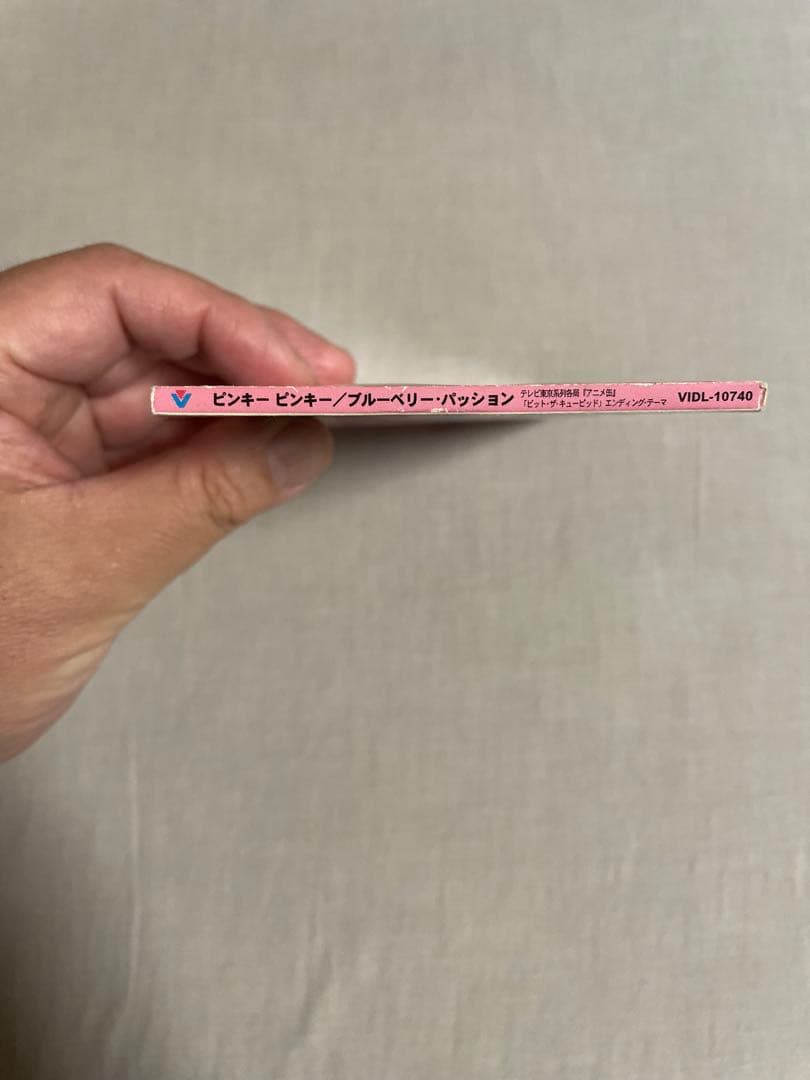 ピンキー ピンキー/ブルーベリー・パッション
テレビ東京系列各局『アニメ缶』
「ピット・ザ・キューピッド」エンディング・テーマ
VIDL-10740